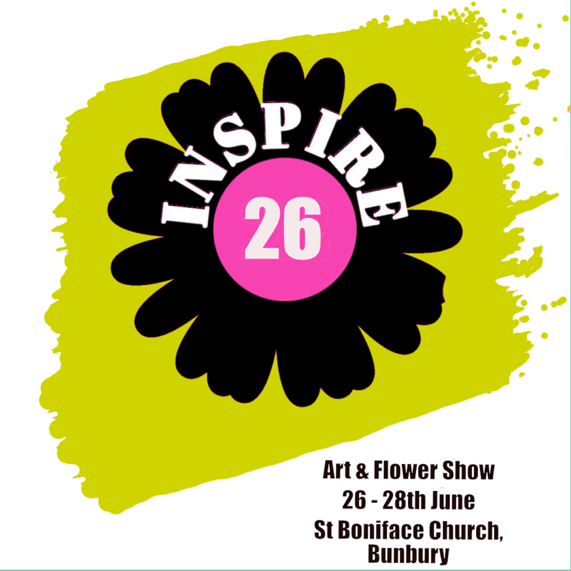 INSPIRE
26
Art & Flower Show
26 - 28th June
St Boniface Church,
Bunbury